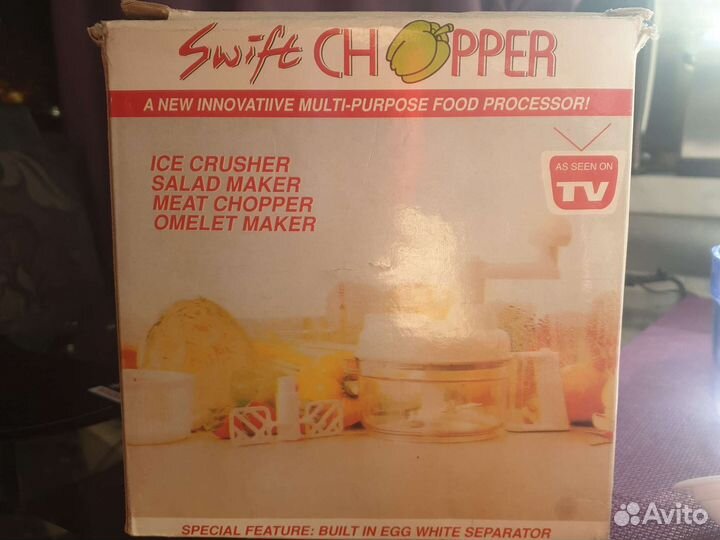 Swift CHOPPER
A NEW INNOVATIIVE MULTI-PURPOSE FOOD PROCESSOR!
ICE CRUSHER
SALAD MAKER
MEAT CHOPPER
OMELET MAKER
AS SEEN ON
TV
SPECIAL FEATURE: BUILT IN EGG WHITE SEPARATOR
Avito